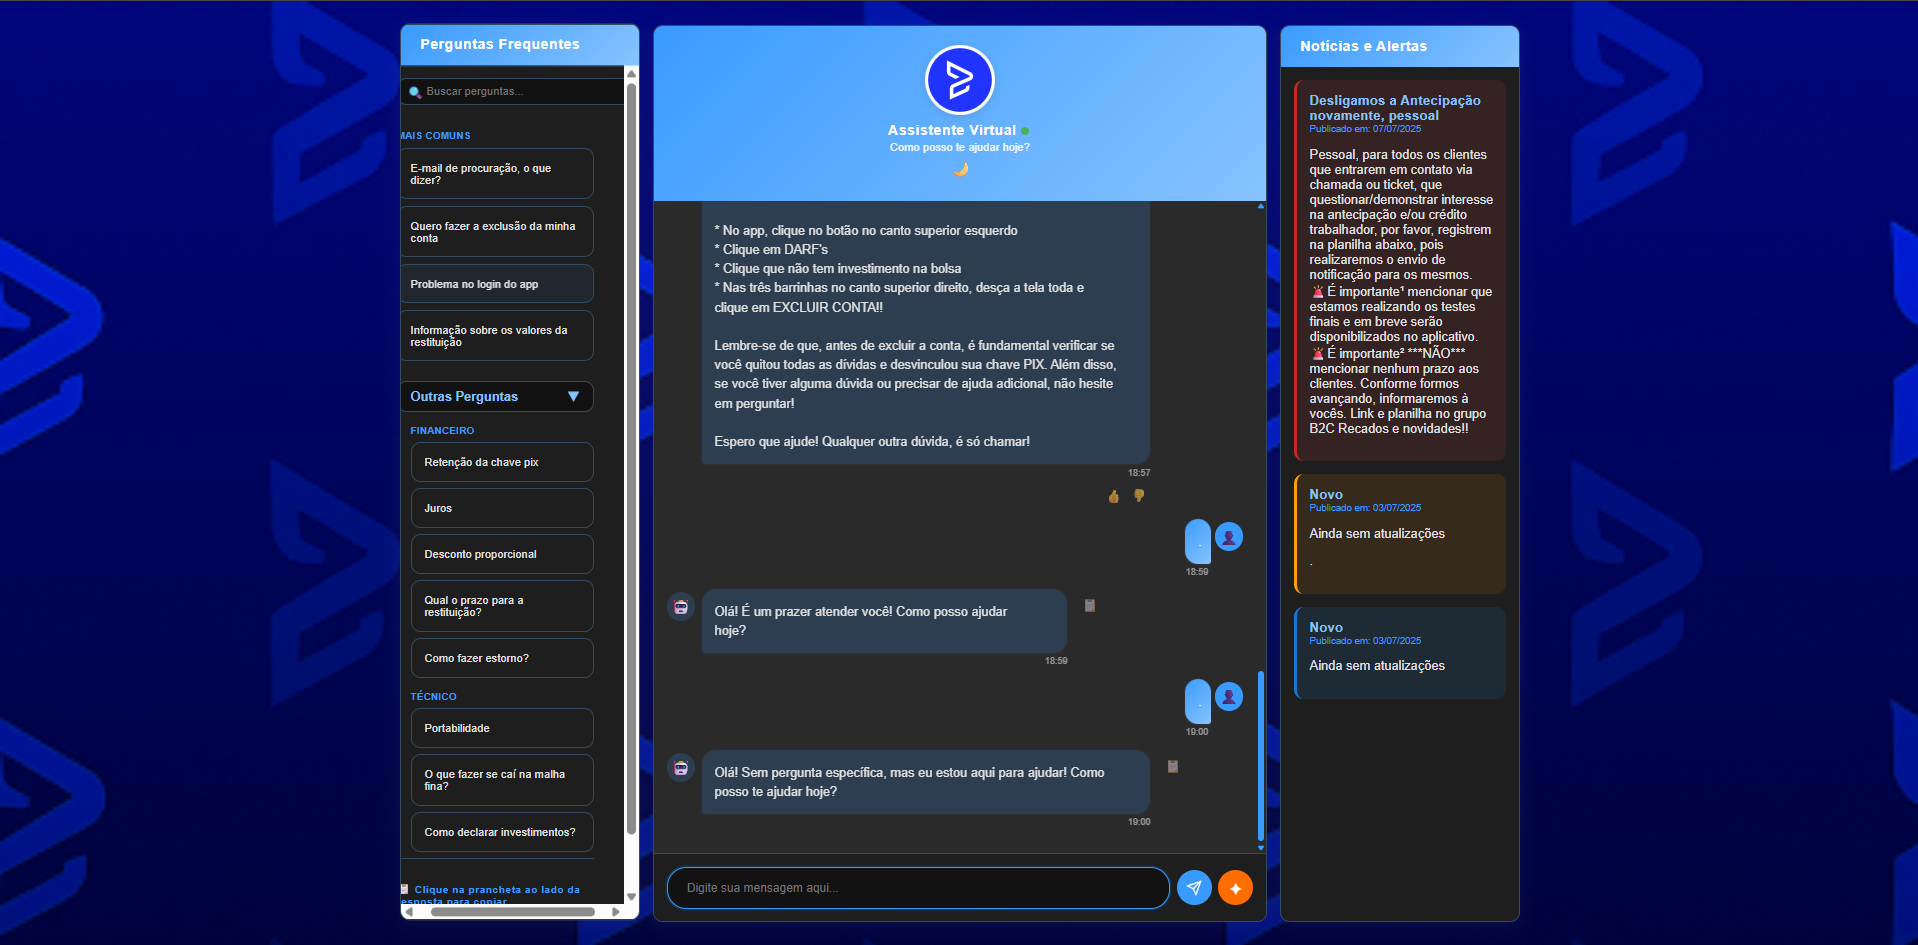 Perguntas Frequentes
Buscar perguntas...
MAIS COMUNS
E-mail de procuração, o que
dizer?
Quero fazer a exclusão da minha
conta
Problema no login do app
Informação sobre os valores da
restituição
Outras Perguntas
FINANCEIRO
Retenção da chave pix
Juros
Desconto proporcional
Qual o prazo para a
restituição?
Como fazer estorno?
TÉCNICO
Portabilidade
O que fazer se caí na malha
fina?
Como declarar investimentos?
Clique na prancheta ao lado da
esposta para copiar
Assistente Virtual
Como posso te ajudar hoje?
* No app, clique no botão no canto superior esquerdo
* Clique em DARF's
* Clique que não tem investimento na bolsa
* Nas três barrinhas no canto superior direito, desça a tela toda e
clique em EXCLUIR CONTA!!
Lembre-se de que, antes de excluir a conta, é fundamental verificar se
você quitou todas as dívidas e desvinculou sua chave PIX. Além disso,
se você tiver alguma dúvida ou precisar de ajuda adicional, não hesite
em perguntar!
Espero que ajude! Qualquer outra dúvida, é só chamar!
18:57
.
18:59
Olá! É um prazer atender você! Como posso ajudar
hoje?
18:59
.
19:00
Olá! Sem pergunta específica, mas eu estou aqui para ajudar! Como
posso te ajudar hoje?
19:00
Digite sua mensagem aqui...
Notícias e Alertas
Desligamos a Antecipação
novamente, pessoal
Publicado em: 07/07/2025
Pessoal, para todos os clientes
que entrarem em contato via
chamada ou ticket, que
questionar/demonstrar interesse
na antecipação e/ou crédito
trabalhador, por favor, registrem
na planilha abaixo, pois
realizaremos o envio de
notificação para os mesmos.
🚨 É importante¹ mencionar que
estamos realizando os testes
finais e em breve serão
disponibilizados no aplicativo.
🚨 É importante² ***NÃO***
mencionar nenhum prazo aos
clientes. Conforme formos
avançando, informaremos à
vocês. Link e planilha no grupo
B2C Recados e novidades!!
Novo
Publicado em: 03/07/2025
Ainda sem atualizações
.
Novo
Publicado em: 03/07/2025
Ainda sem atualizações